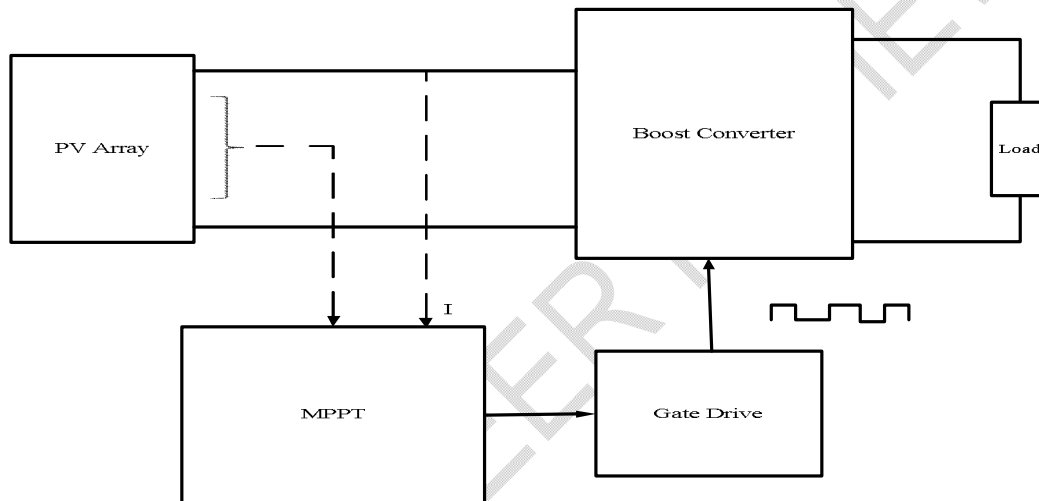 PV Array
Boost Converter
Load
I
MPPT
Gate Drive